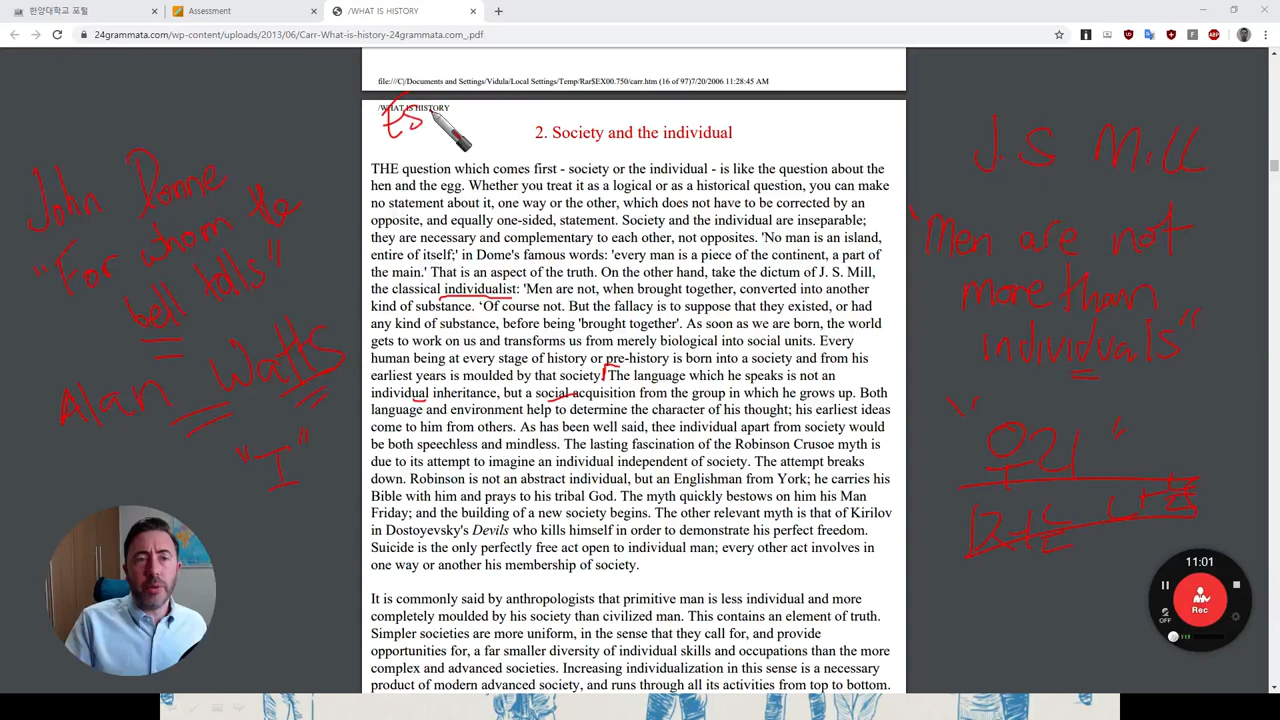 한양대학교 포털
Assessment
/WHAT IS HISTORY
24grammata.com/wp-content/uploads/2013/06/Carr-What-is-history-24grammata.com_.pdf
file:///C|/Documents and Settings/Vidula/Local Settings/Temp/Rar$EX00.750/carr.htm (16 of 97)7/20/2006 11:28:45 AM
/WHAT IS HISTORY
Es
2. Society and the individual
THE question which comes first - society or the individual - is like the question about the
hen and the egg. Whether you treat it as a logical or as a historical question, you can make
no statement about it, one way or the other, which does not have to be corrected by an
opposite, and equally one-sided, statement. Society and the individual are inseparable;
they are necessary and complementary to each other, not opposites. 'No man is an island,
entire of itself;' in Dome's famous words: 'every man is a piece of the continent, a part of
the main.' That is an aspect of the truth. On the other hand, take the dictum of J. S. Mill,
the classical individualist: 'Men are not, when brought together, converted into another
kind of substance. ‘Of course not. But the fallacy is to suppose that they existed, or had
any kind of substance, before being 'brought together'. As soon as we are born, the world
gets to work on us and transforms us from merely biological into social units. Every
human being at every stage of history or pre-history is born into a society and from his
earliest years is moulded by that society. The language which he speaks is not an
individual inheritance, but a social acquisition from the group in which he grows up. Both
language and environment help to determine the character of his thought; his earliest ideas
come to him from others. As has been well said, thee individual apart from society would
be both speechless and mindless. The lasting fascination of the Robinson Crusoe myth is
due to its attempt to imagine an individual independent of society. The attempt breaks
down. Robinson is not an abstract individual, but an Englishman from York; he carries his
Bible with him and prays to his tribal God. The myth quickly bestows on him his Man
Friday; and the building of a new society begins. The other relevant myth is that of Kirilov
in Dostoyevsky's Devils who kills himself in order to demonstrate his perfect freedom.
Suicide is the only perfectly free act open to individual man; every other act involves in
one way or another his membership of society.
It is commonly said by anthropologists that primitive man is less individual and more
completely moulded by his society than civilized man. This contains an element of truth.
Simpler societies are more uniform, in the sense that they call for, and provide
opportunities for, a far smaller diversity of individual skills and occupations than the more
complex and advanced societies. Increasing individualization in this sense is a necessary
product of modern advanced society, and runs through all its activities from top to bottom.
John Donne
"For whom the
bell tolls"
Alan Watts
"I"
J.S Mill
"Men are not
more than
individuals"
"우리"
11:01
Rec
OFF